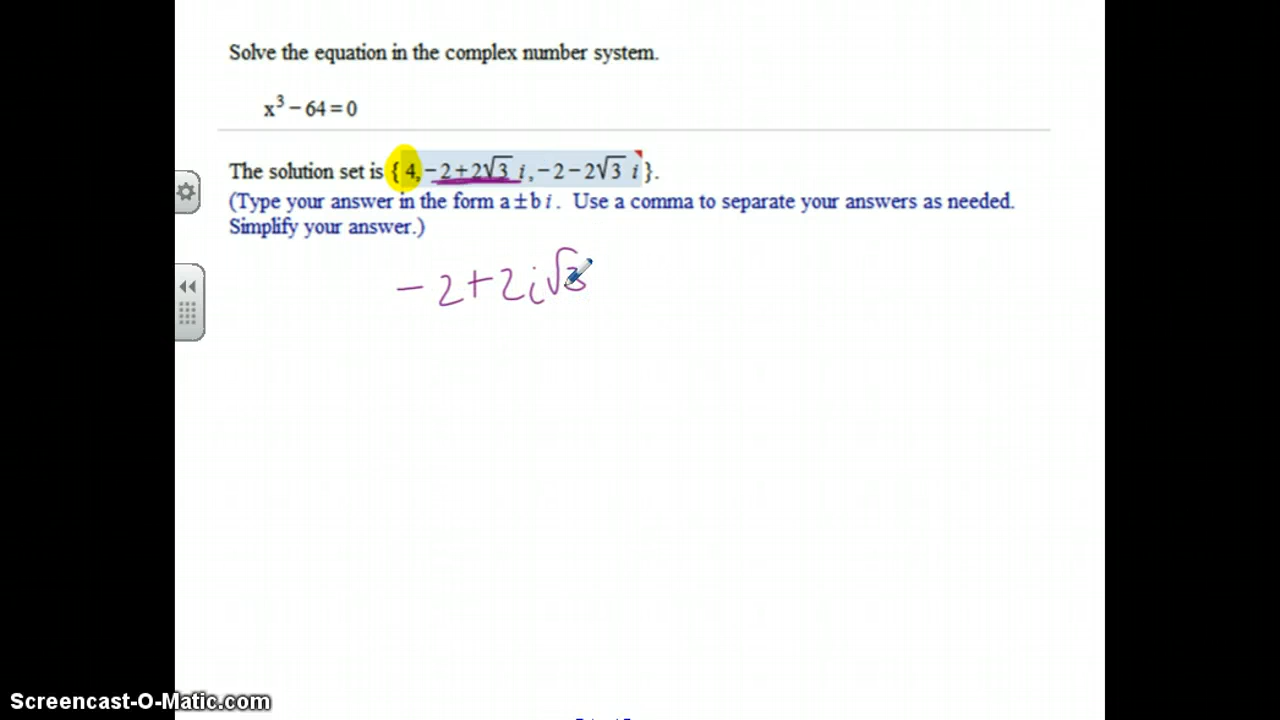 Solve the equation in the complex number system.
x³ − 64 = 0
The solution set is {4, −2 + 2√3 i, −2 − 2√3 i}.
(Type your answer in the form a ± b i. Use a comma to separate your answers as needed.
Simplify your answer.)
−2+2i√3
Screencast-O-Matic.com